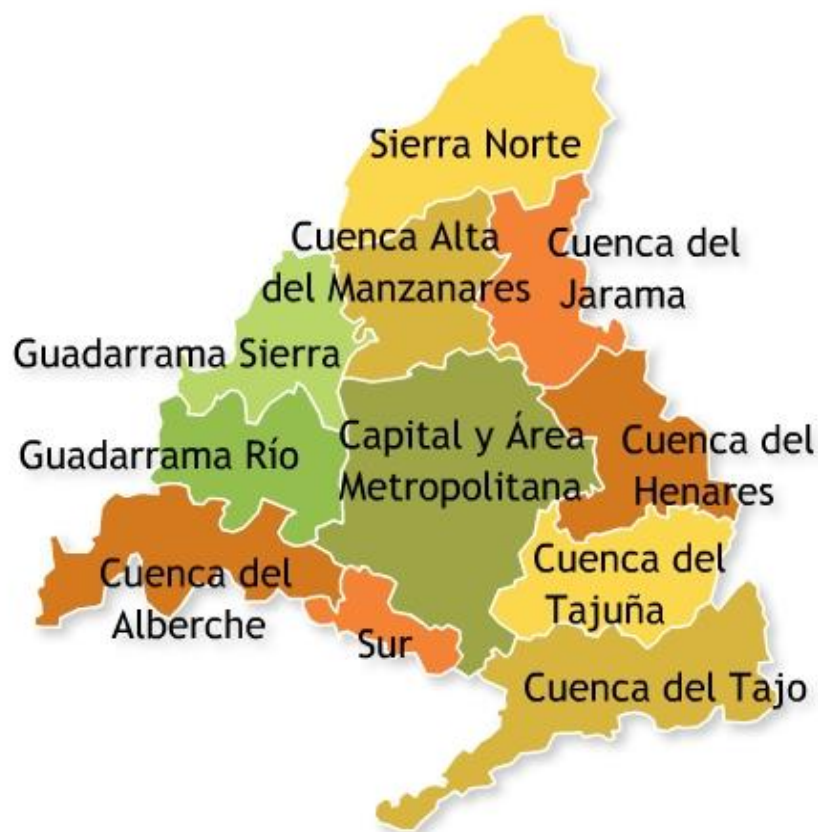 Sierra Norte
Cuenca Alta
del Manzanares
Cuenca del
Jarama
Guadarrama Sierra
Guadarrama Río
Capital y Área
Metropolitana
Cuenca del
Henares
Cuenca del
Alberche
Sur
Cuenca del
Tajuña
Cuenca del Tajo